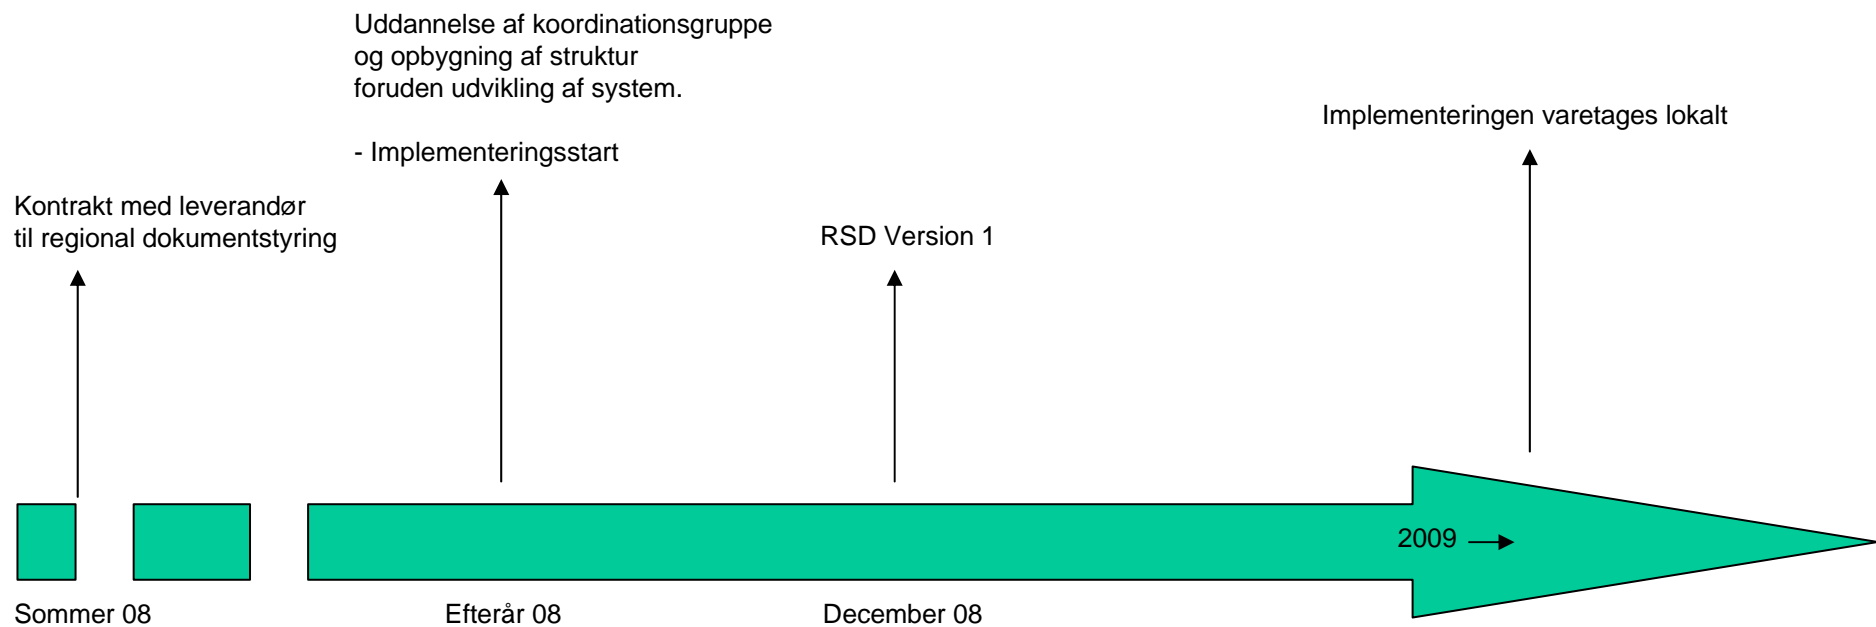 Uddannelse af koordinationsgruppe
og opbygning af struktur
foruden udvikling af system.
- Implementeringsstart
Implementeringen varetages lokalt
Kontrakt med leverandør
til regional dokumentstyring
RSD Version 1
2009
Sommer 08
Efterår 08
December 08